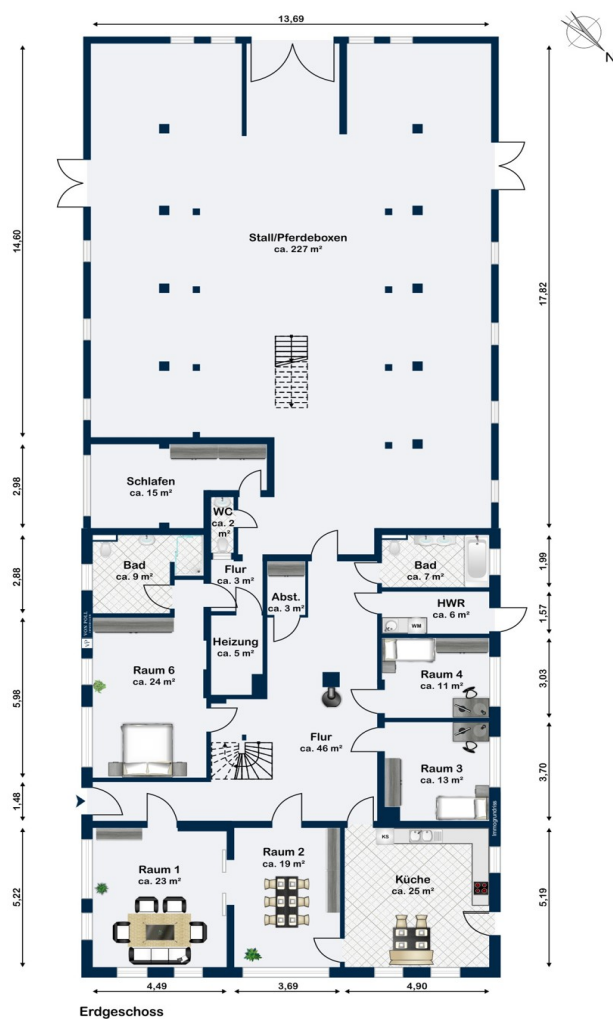 13,69
N
14,60
17,82
Stall/Pferdeboxen
ca. 227 m²
2,98
Schlafen
ca. 15 m²
WC
ca. 2
m²
2,88
Bad
ca. 9 m²
Flur
ca. 3 m²
Abst.
ca. 3 m²
Bad
ca. 7 m²
1,99
HWR
ca. 6 m²
WM
1,57
VON POLL
VP
Heizung
ca. 5 m²
5,98
Raum 6
ca. 24 m²
Raum 4
ca. 11 m²
3,03
Flur
ca. 46 m²
Raum 3
ca. 13 m²
3,70
1,48
Immogrundriss
KS
5,22
Raum 1
ca. 23 m²
Raum 2
ca. 19 m²
Küche
ca. 25 m²
5,19
4,49
3,69
4,90
Erdgeschoss